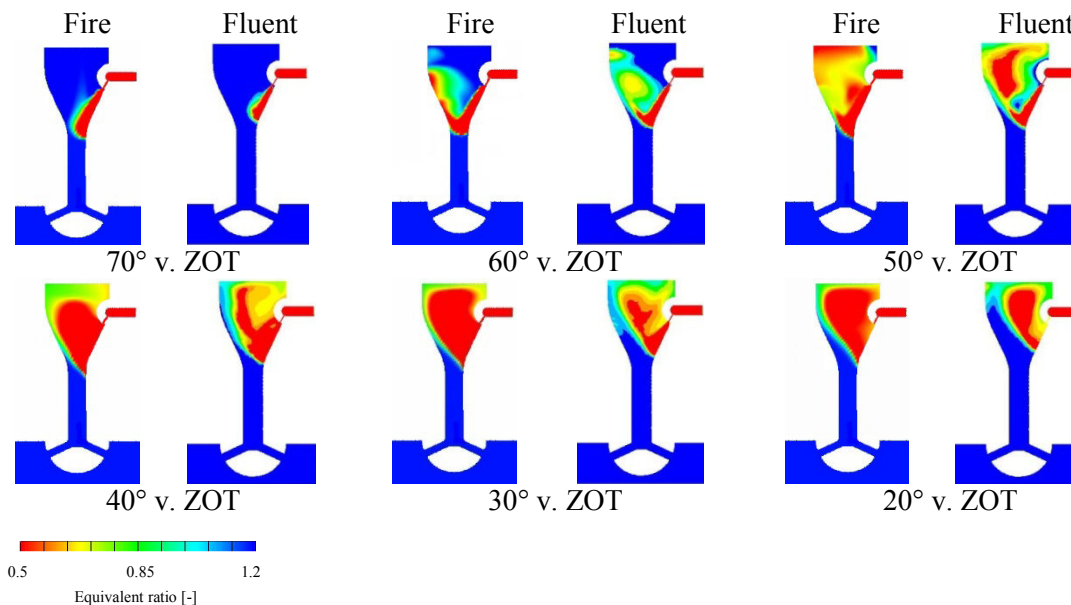 Fire Fluent Fire Fluent Fire Fluent
70° v. ZOT 60° v. ZOT 50° v. ZOT
40° v. ZOT 30° v. ZOT 20° v. ZOT
0.5 0.85 1.2
Equivalent ratio [-]